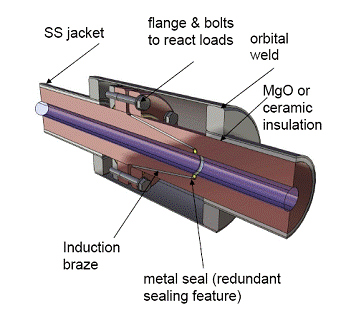 SS jacket
flange & bolts
to react loads
orbital
weld
MgO or
ceramic
insulation
Induction
braze
metal seal (redundant
sealing feature)